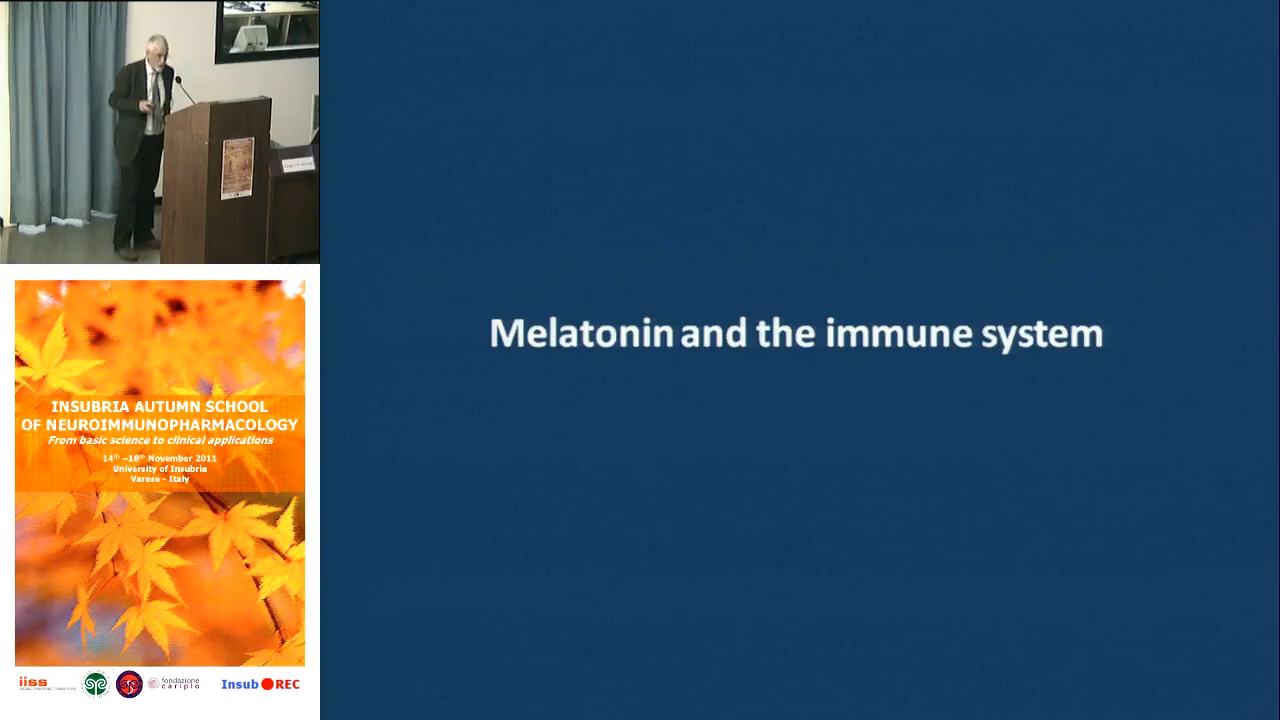 Melatonin and the immune system
INSUBRIA AUTUMN SCHOOL
OF NEUROIMMUNOPHARMACOLOGY
From basic science to clinical applications
14th –18th November 2011
University of Insubria
Varese - Italy
iiss
fondazione
cariplo
Insub REC